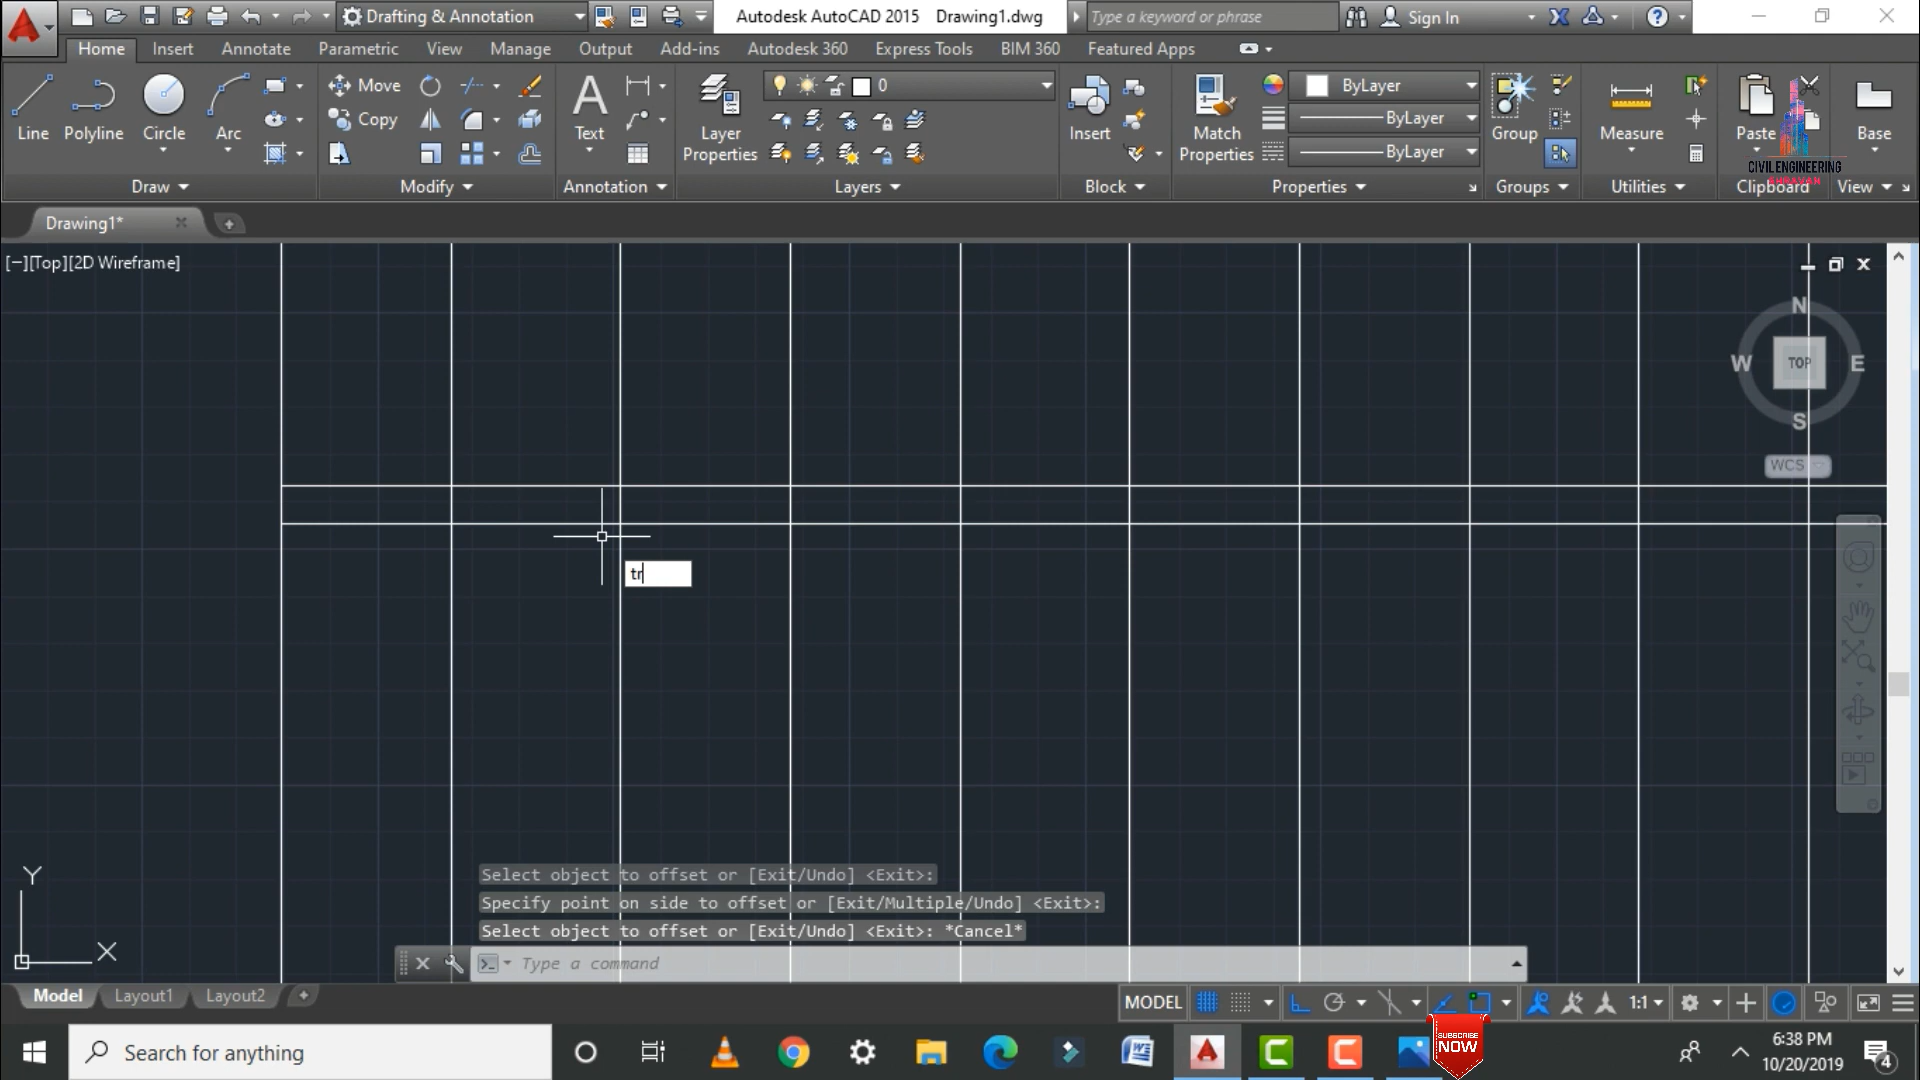 Drafting & Annotation
Autodesk AutoCAD 2015 Drawing1.dwg
Type a keyword or phrase
Sign In
Home Insert Annotate Parametric View Manage Output Add-ins Autodesk 360 Express Tools BIM 360 Featured Apps
Move
0
ByLayer
Copy
ByLayer
Line Polyline Circle Arc
Text
Layer Properties
Insert
Match Properties
ByLayer
Group
Measure
Paste
Base
CIVILENGINEERING
Draw Modify Annotation Layers Block Properties Groups Utilities Clipboard View
Drawing1*
[−][Top][2D Wireframe]
N
W TOP E
S
WCS
tr
Select object to offset or [Exit/Undo] <Exit>:
Specify point on side to offset or [Exit/Multiple/Undo] <Exit>:
Select object to offset or [Exit/Undo] <Exit>: *Cancel*
Y
X
Type a command
Model Layout1 Layout2
MODEL
1:1
SUBSCRIBE
NOW
Search for anything
6:38 PM
10/20/2019
4